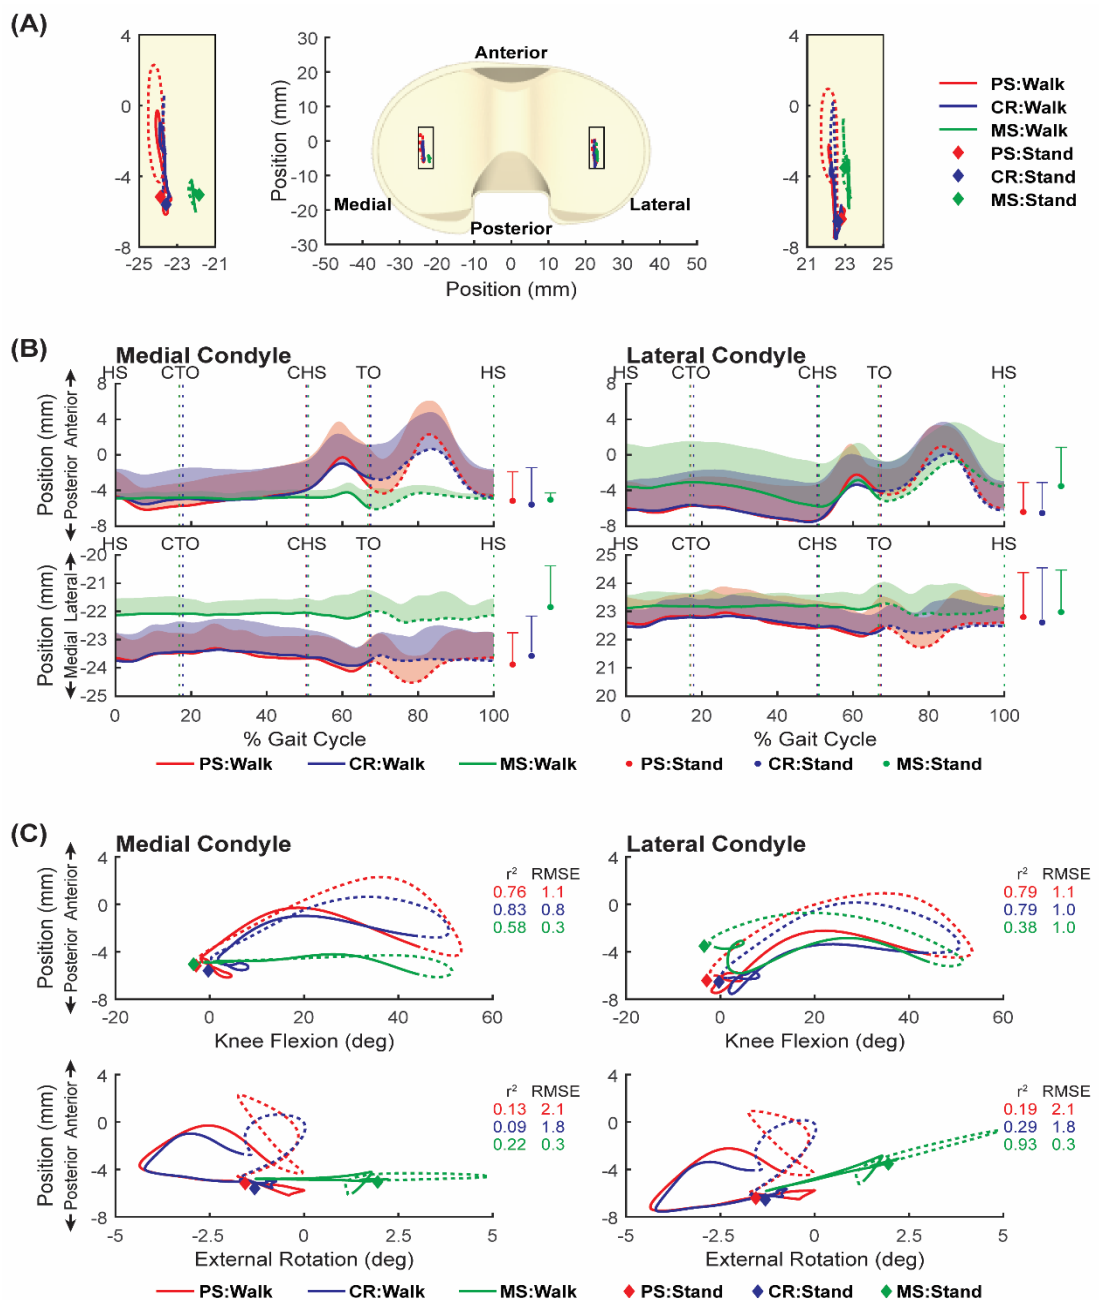 (A)
4
0
-4
-8
-25 -23 -21
30
20
10
0
-10
-20
-30
Position (mm)
Anterior
Medial
Lateral
Posterior
-50 -40 -30 -20 -10 0 10 20 30 40 50
Position (mm)
4
0
-4
-8
21 23 25
PS:Walk
CR:Walk
MS:Walk
PS:Stand
CR:Stand
MS:Stand
(B)
Medial Condyle
HS CTO CHS TO HS
8
4
0
-4
-8
Position (mm)
Posterior Anterior
HS CTO CHS TO HS
-20
-21
-22
-23
-24
-25
Position (mm)
Medial Lateral
0 20 40 60 80 100
% Gait Cycle
Lateral Condyle
HS CTO CHS TO HS
8
4
0
-4
-8
HS CTO CHS TO HS
25
24
23
22
21
20
0 20 40 60 80 100
% Gait Cycle
PS:Walk CR:Walk MS:Walk PS:Stand CR:Stand MS:Stand
(C)
Medial Condyle
4
0
-4
-8
Position (mm)
Posterior Anterior
r² RMSE
0.76 1.1
0.83 0.8
0.58 0.3
-20 0 20 40 60
Knee Flexion (deg)
Lateral Condyle
4
0
-4
-8
r² RMSE
0.79 1.1
0.79 1.0
0.38 1.0
-20 0 20 40 60
Knee Flexion (deg)
4
0
-4
-8
Position (mm)
Posterior Anterior
r² RMSE
0.13 2.1
0.09 1.8
0.22 0.3
-5 -2.5 0 2.5 5
External Rotation (deg)
4
0
-4
-8
r² RMSE
0.19 2.1
0.29 1.8
0.93 0.3
-5 -2.5 0 2.5 5
External Rotation (deg)
PS:Walk CR:Walk MS:Walk PS:Stand CR:Stand MS:Stand